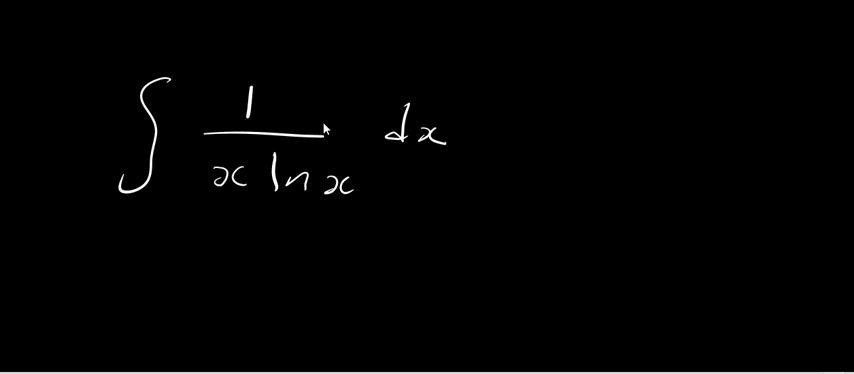 ∫ 1/(x ln x) dx